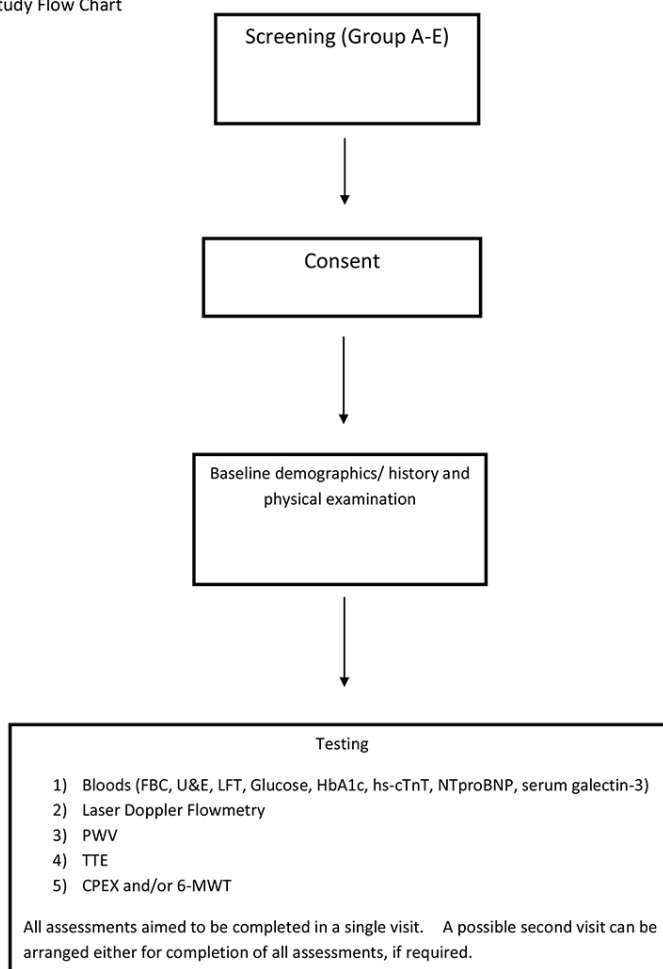 tudy Flow Chart
Screening (Group A-E)
Consent
Baseline demographics/ history and
physical examination
Testing
1) Bloods (FBC, U&E, LFT, Glucose, HbA1c, hs-cTnT, NTproBNP, serum galectin-3)
2) Laser Doppler Flowmetry
3) PWV
4) TTE
5) CPEX and/or 6-MWT
All assessments aimed to be completed in a single visit. A possible second visit can be
arranged either for completion of all assessments, if required.